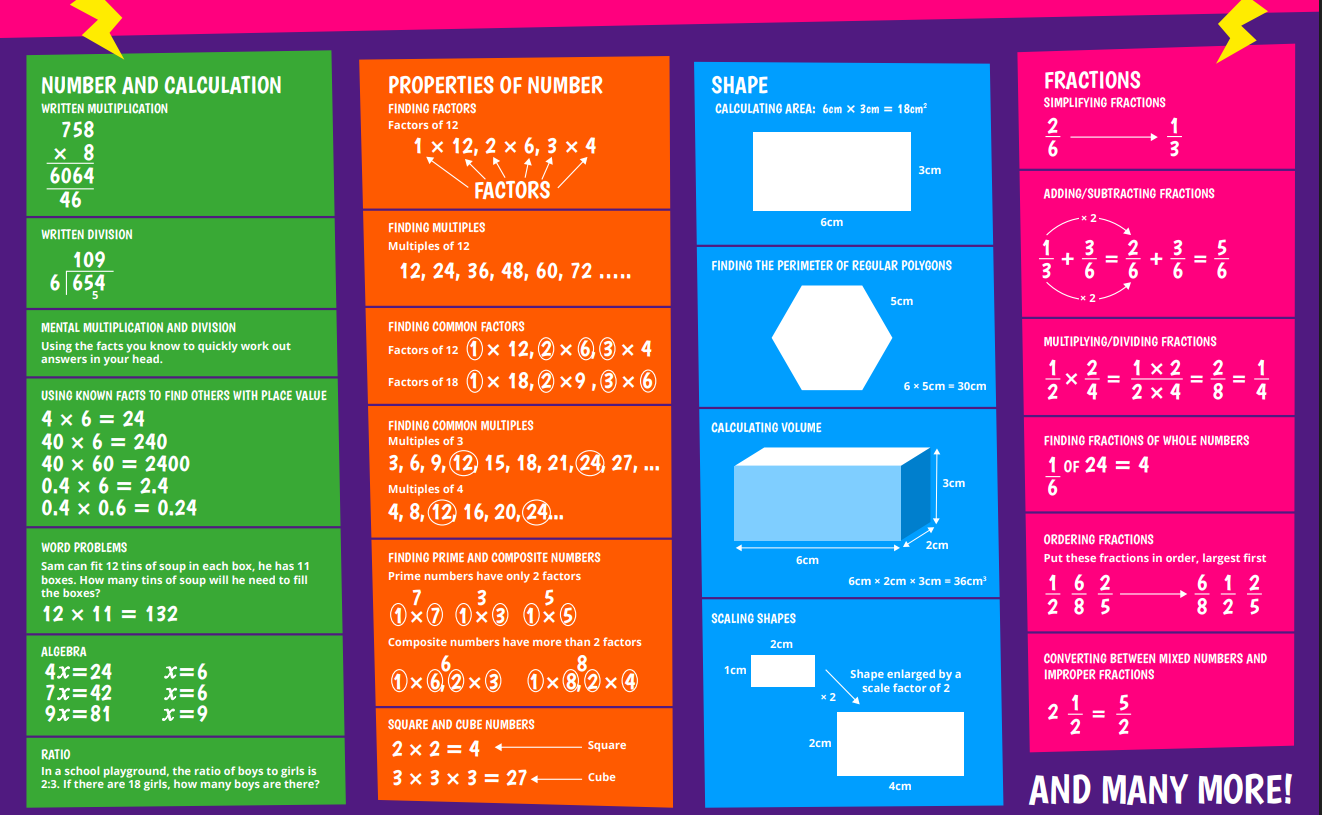 NUMBER AND CALCULATION
WRITTEN MULTIPLICATION
758
× 8
6064
46
WRITTEN DIVISION
109
6 654
5
MENTAL MULTIPLICATION AND DIVISION
Using the facts you know to quickly work out
answers in your head.
USING KNOWN FACTS TO FIND OTHERS WITH PLACE VALUE
4 × 6 = 24
40 × 6 = 240
40 × 60 = 2400
0.4 × 6 = 2.4
0.4 × 0.6 = 0.24
WORD PROBLEMS
Sam can fit 12 tins of soup in each box, he has 11
boxes. How many tins of soup will he need to fill
the boxes?
12 × 11 = 132
ALGEBRA
4x=24 x=6
7x=42 x=6
9x=81 x=9
RATIO
In a school playground, the ratio of boys to girls is
2:3. If there are 18 girls, how many boys are there?
PROPERTIES OF NUMBER
FINDING FACTORS
Factors of 12
1 × 12, 2 × 6, 3 × 4
FACTORS
FINDING MULTIPLES
Multiples of 12
12, 24, 36, 48, 60, 72 .....
FINDING COMMON FACTORS
Factors of 12 1 × 12, 2 × 6, 3 × 4
Factors of 18 1 × 18, 2 ×9 , 3 × 6
FINDING COMMON MULTIPLES
Multiples of 3
3, 6, 9, 12, 15, 18, 21, 24, 27, ...
Multiples of 4
4, 8, 12, 16, 20, 24...
FINDING PRIME AND COMPOSITE NUMBERS
Prime numbers have only 2 factors
7 3 5
1 × 7 1 × 3 1 × 5
Composite numbers have more than 2 factors
6 8
1 × 6, 2 × 3 1 × 8, 2 × 4
SQUARE AND CUBE NUMBERS
2 × 2 = 4 Square
3 × 3 × 3 = 27 Cube
SHAPE
CALCULATING AREA: 6cm × 3cm = 18cm²
3cm
6cm
FINDING THE PERIMETER OF REGULAR POLYGONS
5cm
6 × 5cm = 30cm
CALCULATING VOLUME
3cm
2cm
6cm
6cm × 2cm × 3cm = 36cm³
SCALING SHAPES
2cm
1cm
Shape enlarged by a
scale factor of 2
× 2
2cm
4cm
FRACTIONS
SIMPLIFYING FRACTIONS
2/6 1/3
ADDING/SUBTRACTING FRACTIONS
× 2
1/3 + 3/6 = 2/6 + 3/6 = 5/6
× 2
MULTIPLYING/DIVIDING FRACTIONS
1/2 × 2/4 = 1 × 2/2 × 4 = 2/8 = 1/4
FINDING FRACTIONS OF WHOLE NUMBERS
1/6 OF 24 = 4
ORDERING FRACTIONS
Put these fractions in order, largest first
1/2 6/8 2/5 6/8 1/2 2/5
CONVERTING BETWEEN MIXED NUMBERS AND
IMPROPER FRACTIONS
2 1/2 = 5/2
AND MANY MORE!